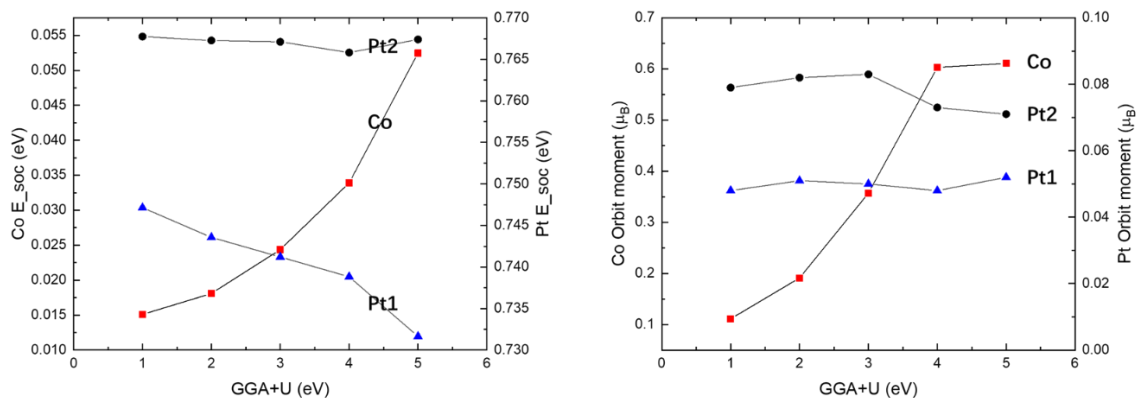 0.055
0.050
0.045
0.040
0.035
0.030
0.025
0.020
0.015
0.010
Co E_soc (eV)
0 1 2 3 4 5 6
GGA+U (eV)
Pt2
Co
Pt1
0.770
0.765
0.760
0.755
0.750
0.745
0.740
0.735
0.730
Pt E_soc (eV)
0.7
0.6
0.5
0.4
0.3
0.2
0.1
Co Orbit moment (μB)
0 1 2 3 4 5 6
GGA+U (eV)
Co
Pt2
Pt1
0.10
0.08
0.06
0.04
0.02
0.00
Pt Orbit moment (μB)